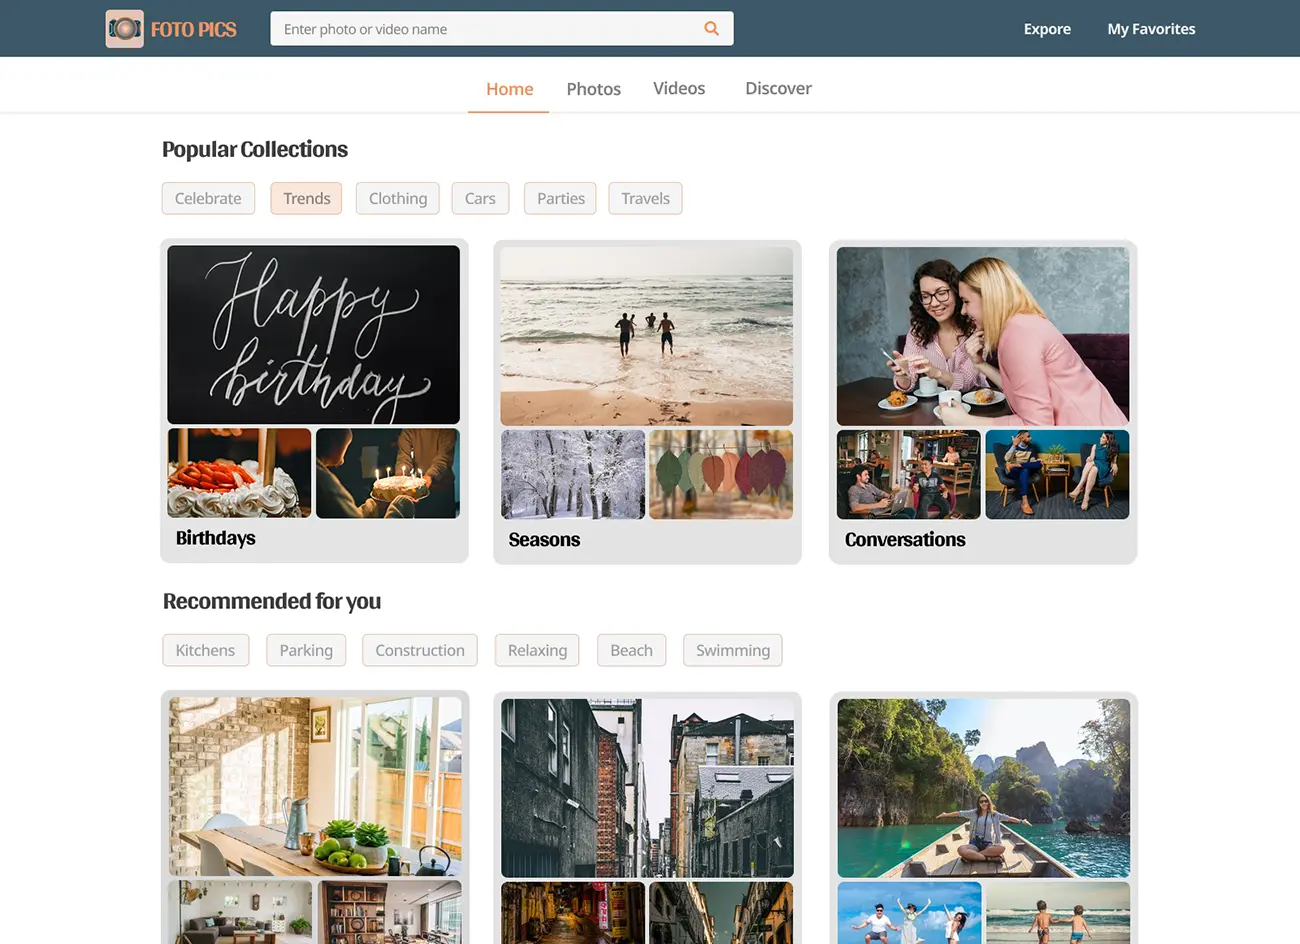 FOTO PICS
Enter photo or video name
Expore
My Favorites
Home
Photos
Videos
Discover
Popular Collections
Celebrate
Trends
Clothing
Cars
Parties
Travels
Happy
birthday
Birthdays
Seasons
Conversations
Recommended for you
Kitchens
Parking
Construction
Relaxing
Beach
Swimming